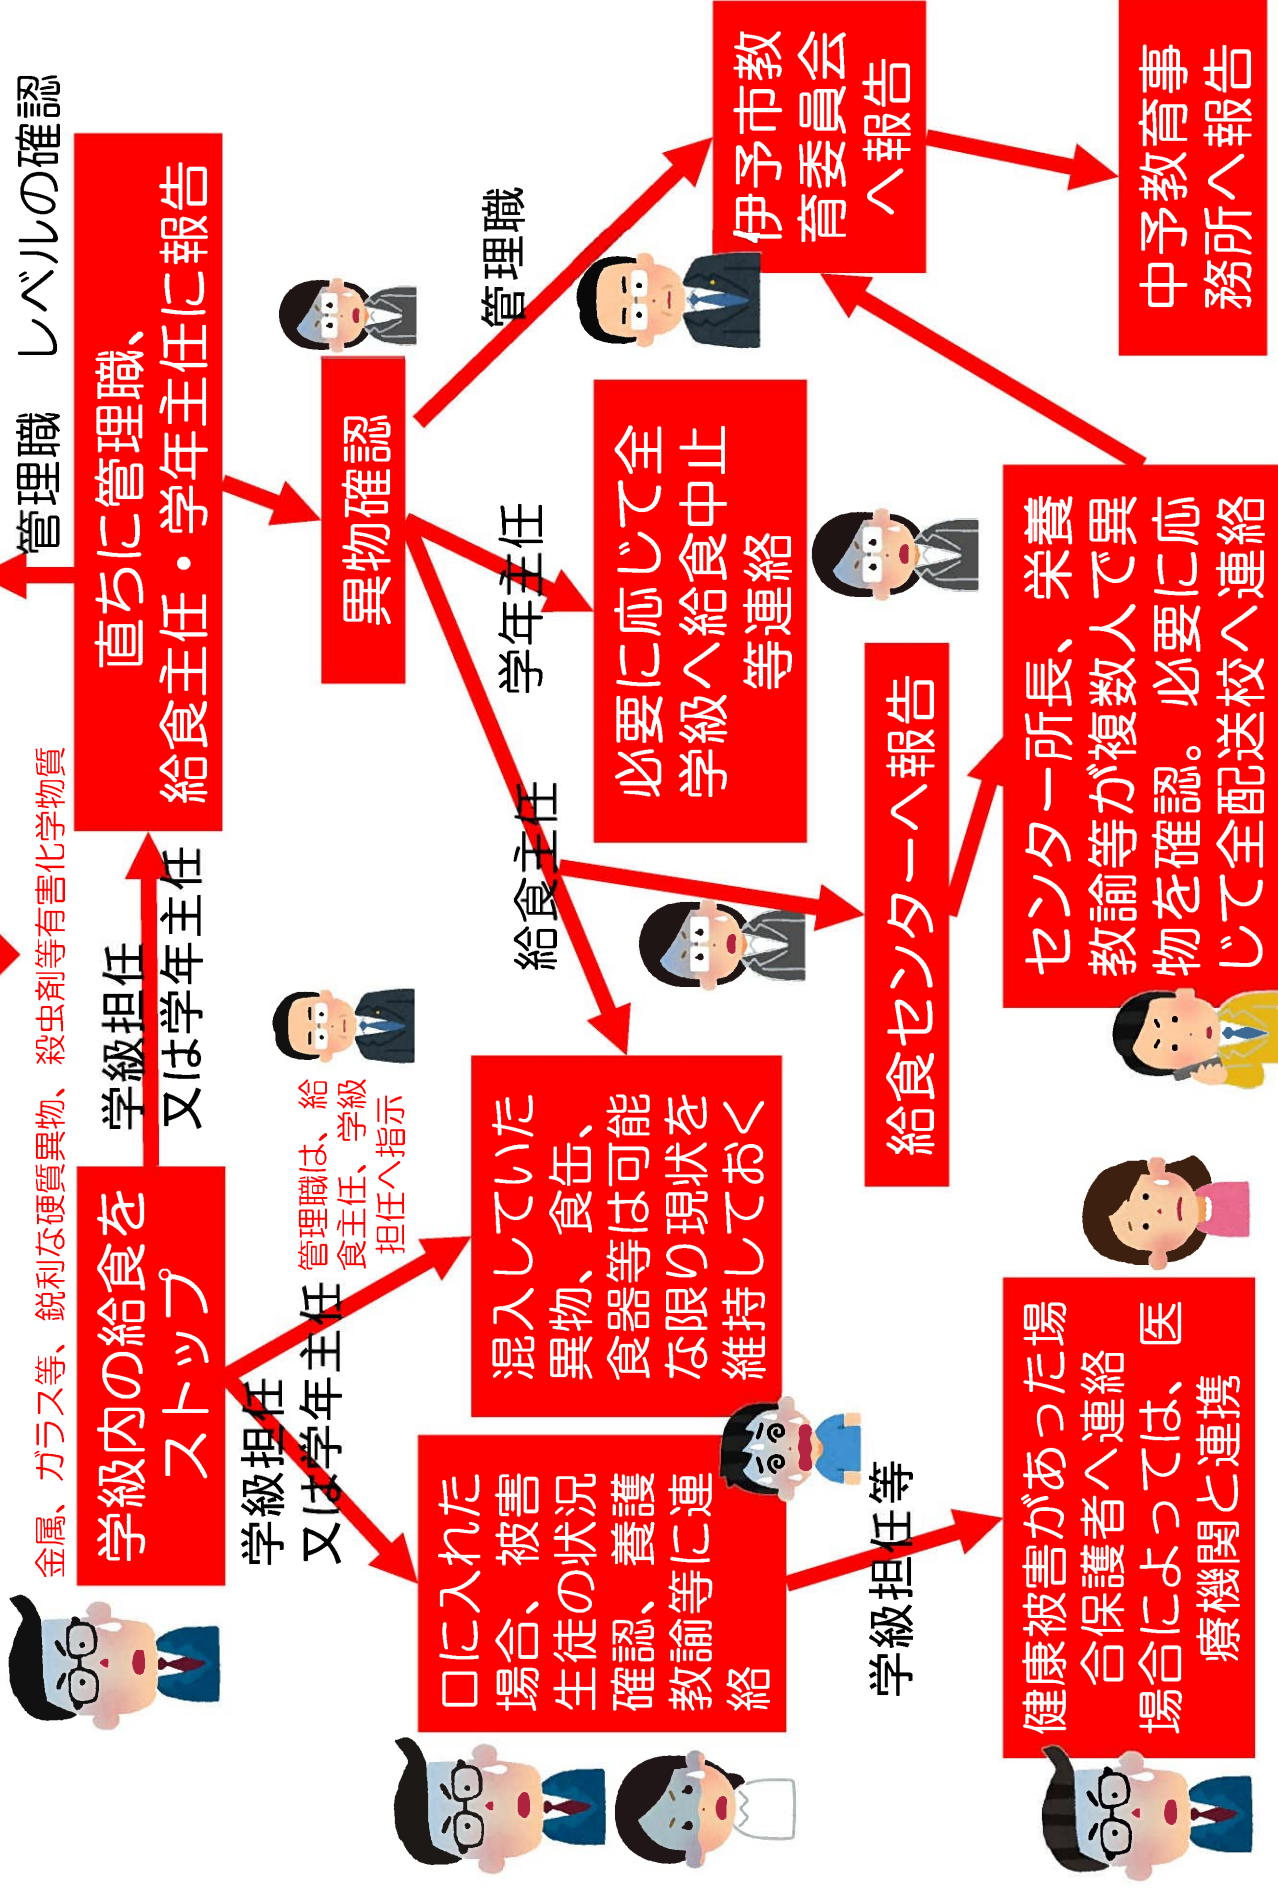 管理職　レベルの確認
金属、ガラス等、鋭利な硬質異物、殺虫剤等有害化学物質
学級内の給食を
ストップ
学級担任
又は学年主任
直ちに管理職、
給食主任・学年主任に報告
学級担任
又は学年主任
管理職は、給
食主任、学級
担任へ指示
異物確認
口に入れた
場合、被害
生徒の状況
確認、養護
教諭等に連
絡
混入していた
異物、食缶、
食器等は可能
な限り現状を
維持しておく
給食主任
学年主任
管理職
必要に応じて全
学級へ給食中止
等連絡
伊予市教
育委員会
へ報告
学級担任等
給食センターへ報告
健康被害があった場
合保護者へ連絡
場合によっては、医
療機関と連携
センター所長、栄養
教諭等が複数人で異
物を確認。必要に応
じて全配送校へ連絡
中予教育事
務所へ報告